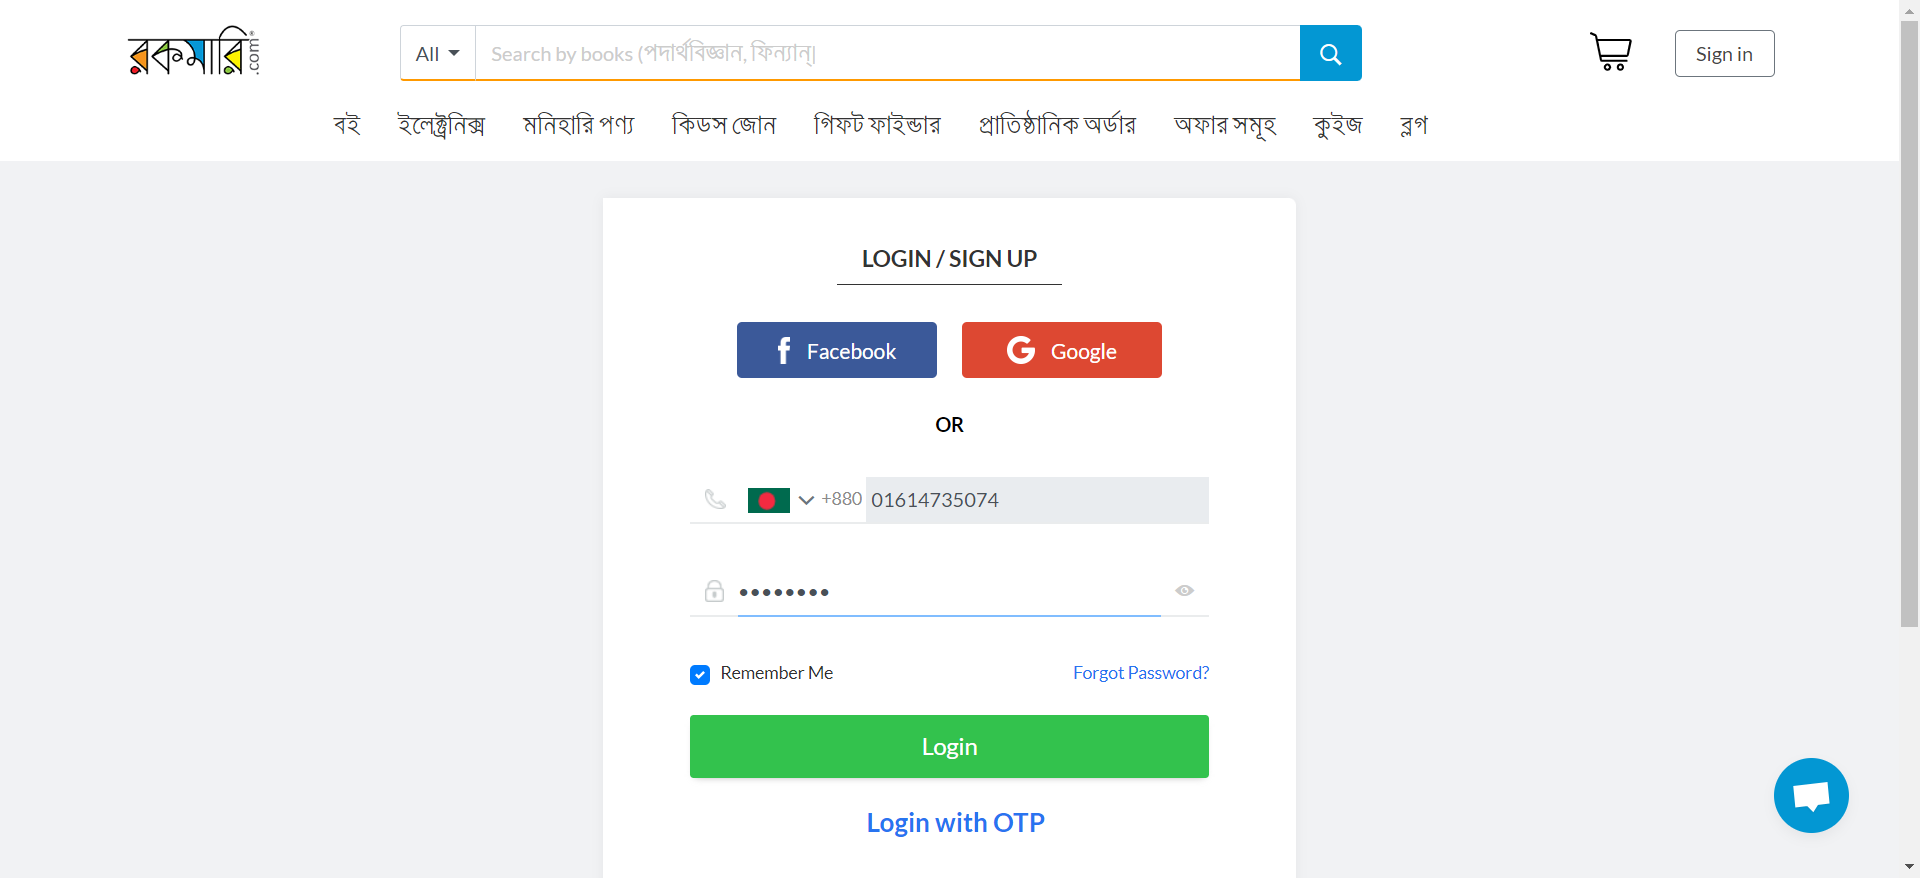 রকমারি.com
All
Search by books (পদার্থবিজ্ঞান, ফিন্যান্|
Sign in
বই ইলেক্ট্রনিক্স মনিহারি পণ্য কিডস জোন গিফট ফাইন্ডার প্রাতিষ্ঠানিক অর্ডার অফার সমূহ কুইজ ব্লগ
LOGIN / SIGN UP
Facebook Google
OR
+880 01614735074
••••••••
Remember Me Forgot Password?
Login
Login with OTP